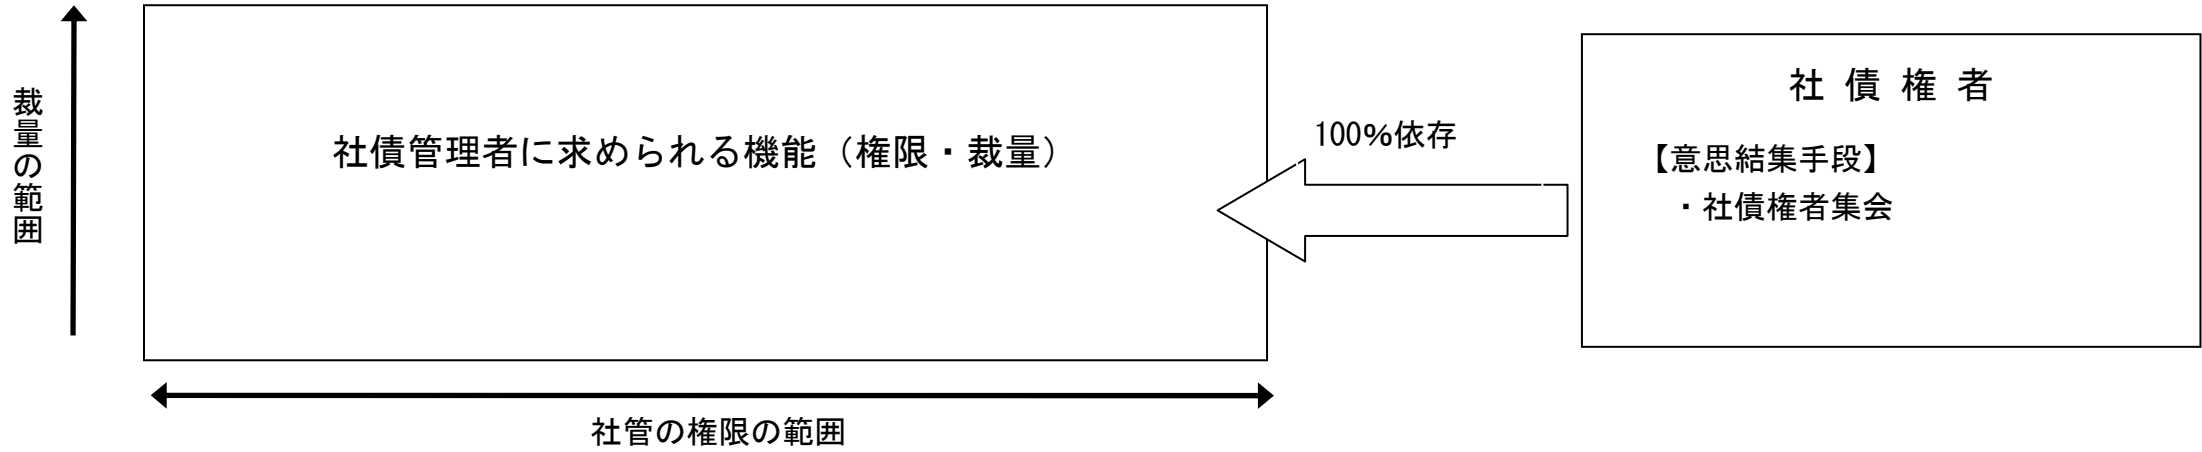 裁量の範囲
社債管理者に求められる機能（権限・裁量）
社管の権限の範囲
100％依存
社 債 権 者
【意思結集手段】
・社債権者集会